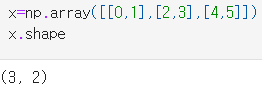 x=np.array([[0,1],[2,3],[4,5]])
x.shape
(3, 2)